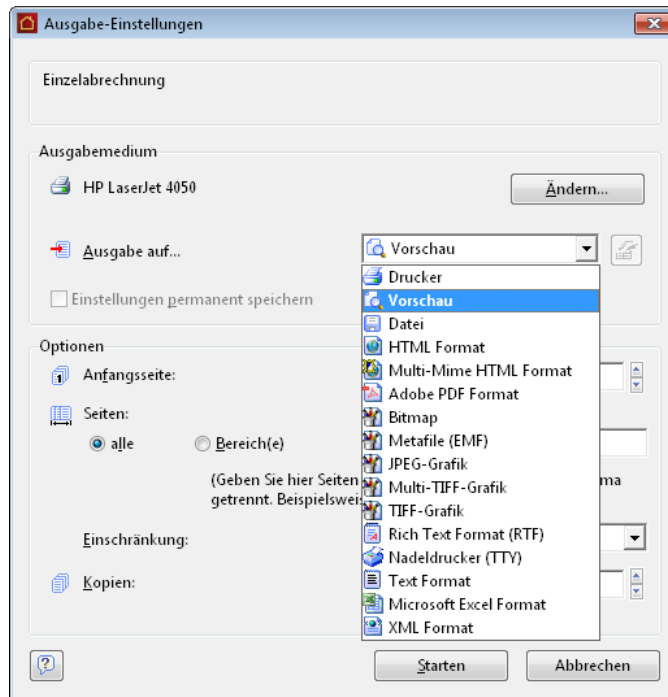 Ausgabe-Einstellungen
Einzelabrechnung
Ausgabemedium
HP LaserJet 4050
Ändern...
Ausgabe auf...
Vorschau
Einstellungen permanent speichern
Drucker
Vorschau
Datei
HTML Format
Multi-Mime HTML Format
Adobe PDF Format
Bitmap
Metafile (EMF)
JPEG-Grafik
Multi-TIFF-Grafik
TIFF-Grafik
Rich Text Format (RTF)
Nadeldrucker (TTY)
Text Format
Microsoft Excel Format
XML Format
Optionen
Anfangsseite:
Seiten:
alle
Bereich(e)
(Geben Sie hier Seiten
getrennt.
Einschränkung:
Kopien:
Starten
Abbrechen